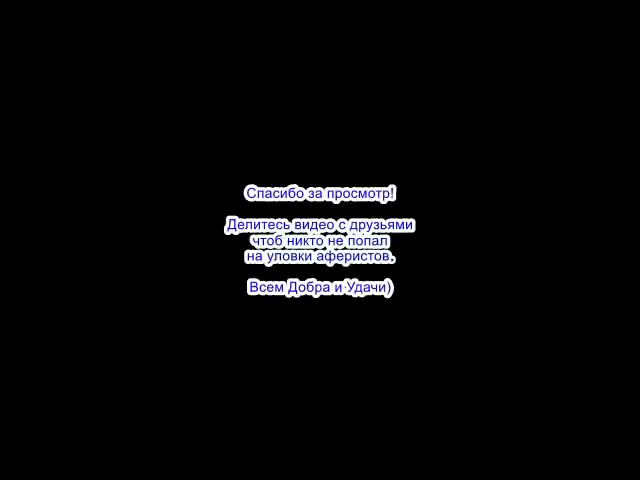 Спасибо за просмотр!
Делитесь видео с друзьями
чтоб никто не попал
на уловки аферистов.
Всем Добра и Удачи)